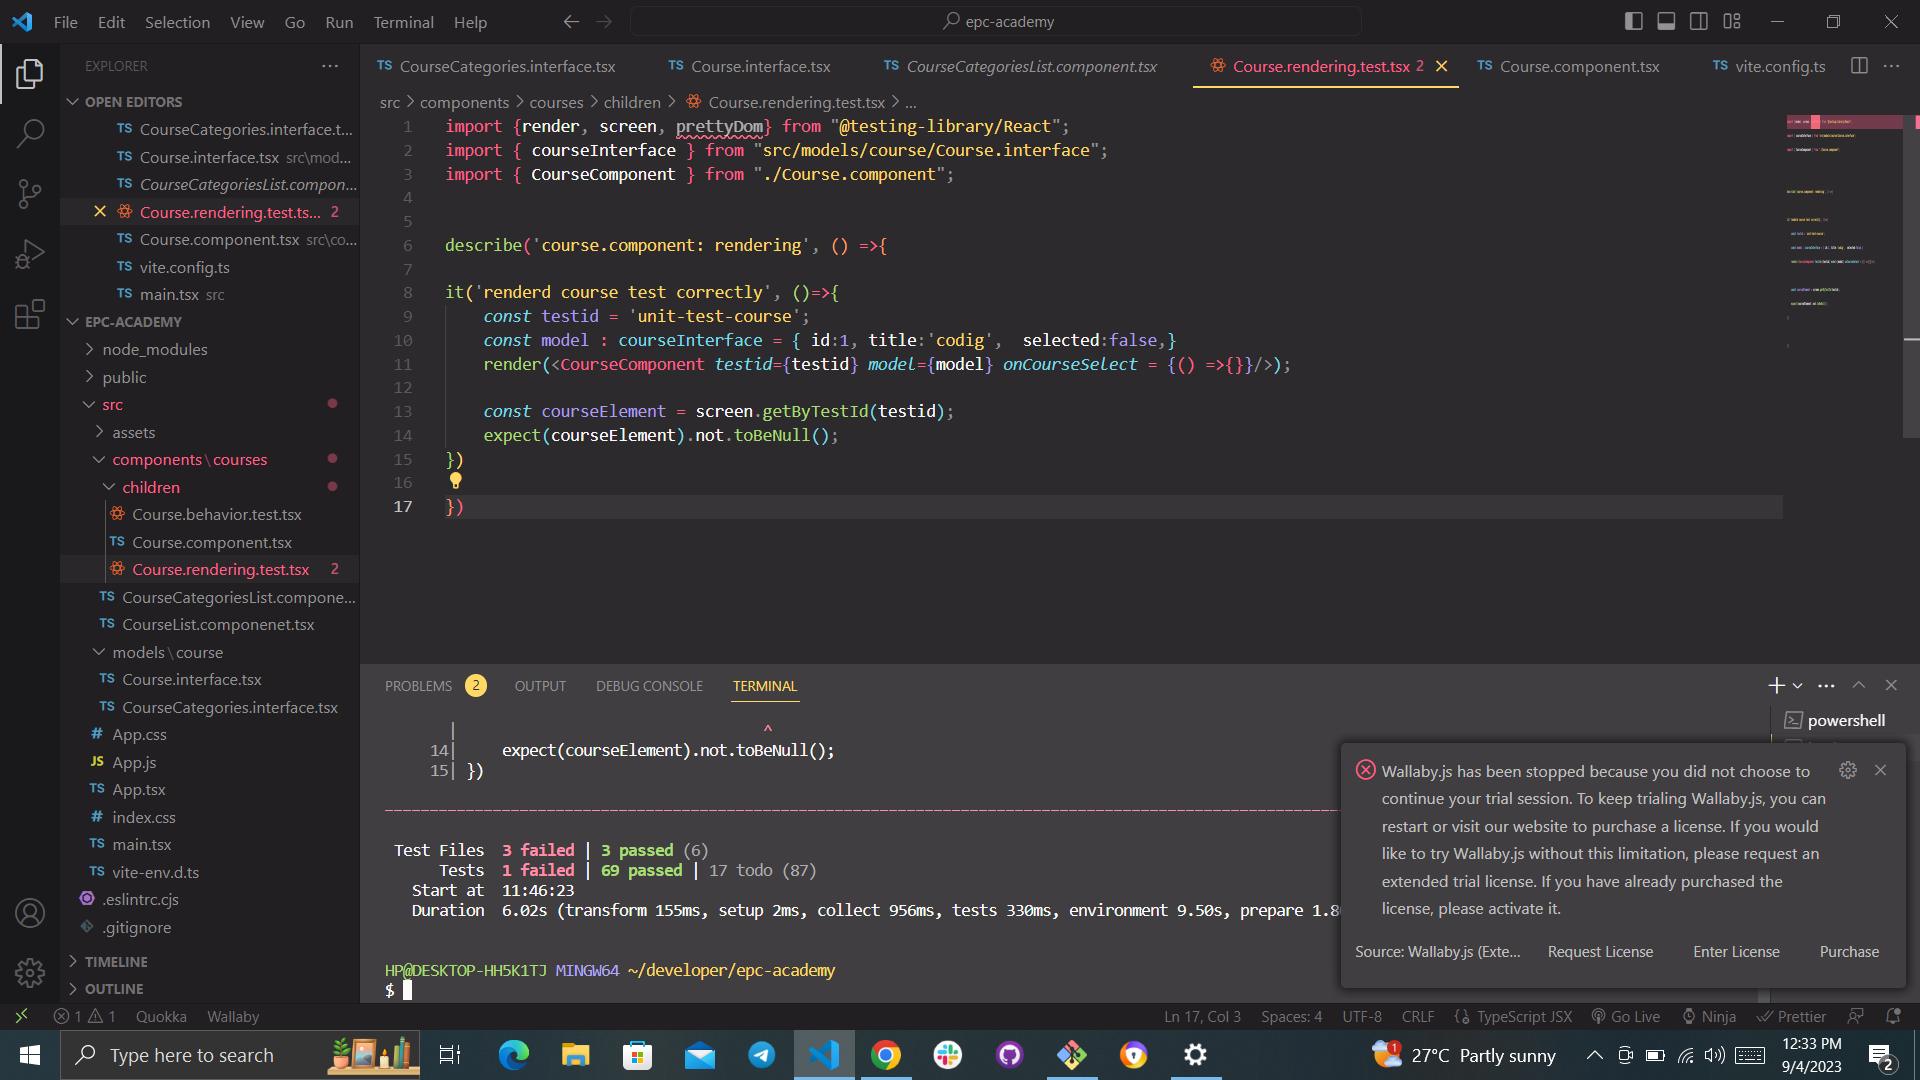 File Edit Selection View Go Run Terminal Help
epc-academy
EXPLORER
OPEN EDITORS
TS CourseCategories.interface.t...
TS Course.interface.tsx src\mod...
TS CourseCategoriesList.compon...
Course.rendering.test.ts... 2
TS Course.component.tsx src\co...
TS vite.config.ts
TS main.tsx src
EPC-ACADEMY
node_modules
public
src
assets
components\courses
children
Course.behavior.test.tsx
TS Course.component.tsx
Course.rendering.test.tsx 2
TS CourseCategoriesList.compone...
TS CourseList.componenet.tsx
models\course
TS Course.interface.tsx
TS CourseCategories.interface.tsx
# App.css
JS App.js
TS App.tsx
# index.css
TS main.tsx
TS vite-env.d.ts
.eslintrc.cjs
.gitignore
TIMELINE
OUTLINE
TS CourseCategories.interface.tsx TS Course.interface.tsx TS CourseCategoriesList.component.tsx Course.rendering.test.tsx 2 TS Course.component.tsx TS vite.config.ts
src > components > courses > children > Course.rendering.test.tsx > ...
1 import {render, screen, prettyDom} from "@testing-library/React";
2 import { courseInterface } from "src/models/course/Course.interface";
3 import { CourseComponent } from "./Course.component";
4
5
6 describe('course.component: rendering', () =>{
7
8 it('renderd course test correctly', ()=>{
9 const testid = 'unit-test-course';
10 const model : courseInterface = { id:1, title:'codig', selected:false,}
11 render(<CourseComponent testid={testid} model={model} onCourseSelect = {() =>{}}/>);
12
13 const courseElement = screen.getByTestId(testid);
14 expect(courseElement).not.toBeNull();
15 })
16
17 })
PROBLEMS 2 OUTPUT DEBUG CONSOLE TERMINAL
powershell
| ^
14| expect(courseElement).not.toBeNull();
15| })
Test Files 3 failed | 3 passed (6)
Tests 1 failed | 69 passed | 17 todo (87)
Start at 11:46:23
Duration 6.02s (transform 155ms, setup 2ms, collect 956ms, tests 330ms, environment 9.50s, prepare 1.8
HP@DESKTOP-HH5K1TJ MINGW64 ~/developer/epc-academy
$
Wallaby.js has been stopped because you did not choose to
continue your trial session. To keep trialing Wallaby.js, you can
restart or visit our website to purchase a license. If you would
like to try Wallaby.js without this limitation, please request an
extended trial license. If you have already purchased the
license, please activate it.
Source: Wallaby.js (Exte... Request License Enter License Purchase
1 1 Quokka Wallaby
Ln 17, Col 3 Spaces: 4 UTF-8 CRLF TypeScript JSX Go Live Ninja Prettier
Type here to search
1 27°C Partly sunny
12:33 PM
9/4/2023
2